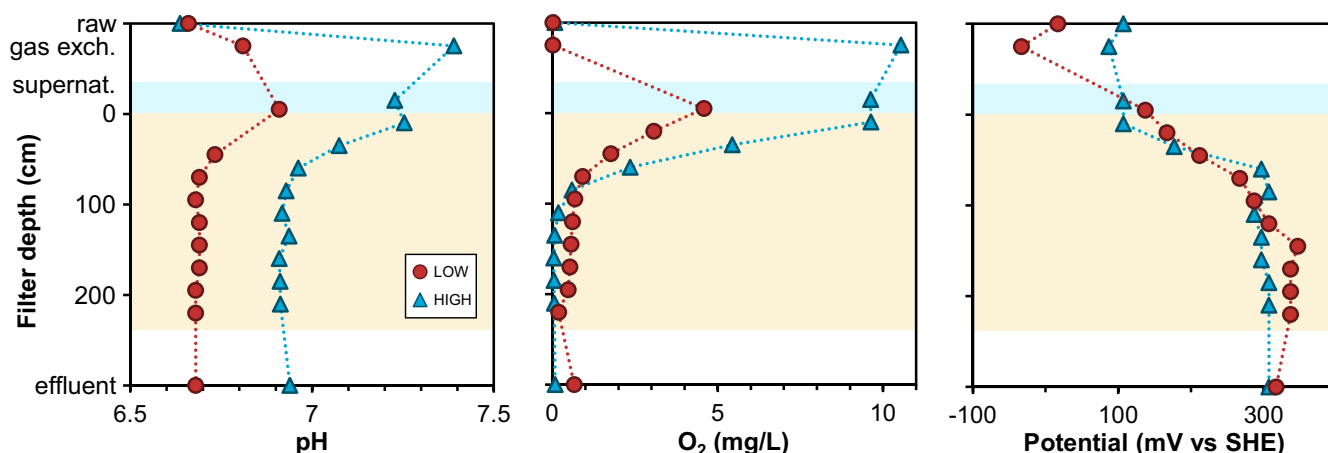 raw
gas exch.
supernat.
0
100
200
effluent
Filter depth (cm)
LOW
HIGH
6.5 7 7.5
pH
0 5 10
O₂ (mg/L)
-100 100 300
Potential (mV vs SHE)